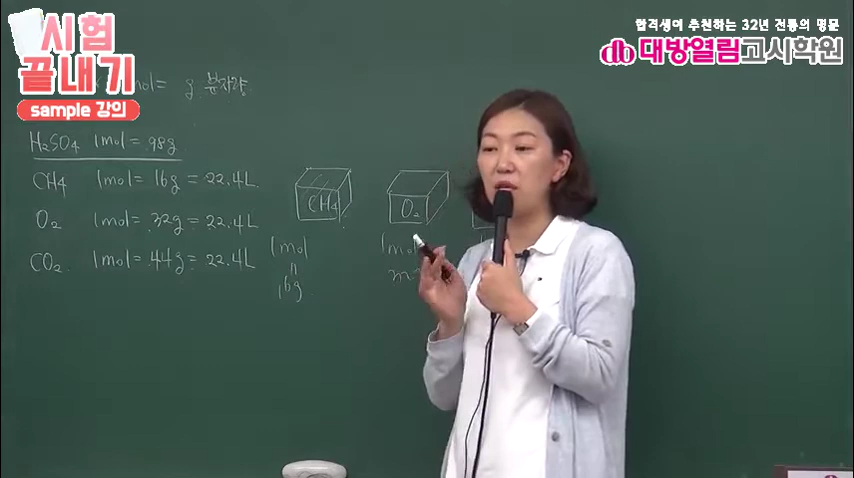 시험
끝내기
sample 강의
합격생이 추천하는 32년 전통의 명문
db 대방열림고시학원
mol= g 분자량
H₂SO₄ 1mol = 98g
CH₄ 1mol = 16g = 22.4L
O₂ 1mol = 32g = 22.4L
CO₂ 1mol = 44g = 22.4L
CH₄
O₂
1mol
=
16g
1mol